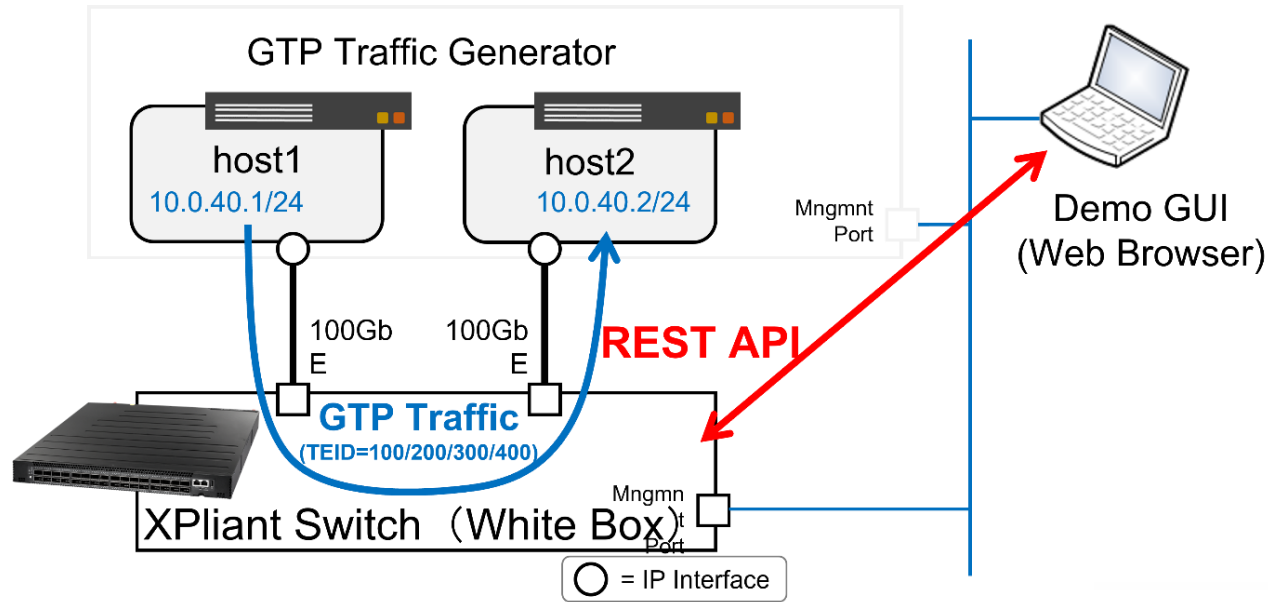 GTP Traffic Generator
host1
10.0.40.1/24
host2
10.0.40.2/24
Mngmnt
Port
Demo GUI
(Web Browser)
100Gb
E
100Gb
E
REST API
GTP Traffic
(TEID=100/200/300/400)
Mngmn
t
Port
XPliant Switch（White Box）
= IP Interface